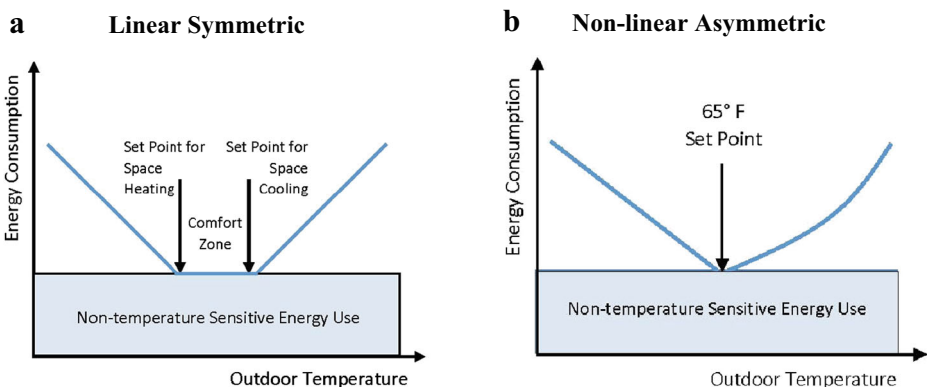 a
Linear Symmetric
Energy Consumption
Set Point for
Space
Heating
Set Point for
Space
Cooling
Comfort
Zone
Non-temperature Sensitive Energy Use
Outdoor Temperature
b
Non-linear Asymmetric
Energy Consumption
65° F
Set Point
Non-temperature Sensitive Energy Use
Outdoor Temperature